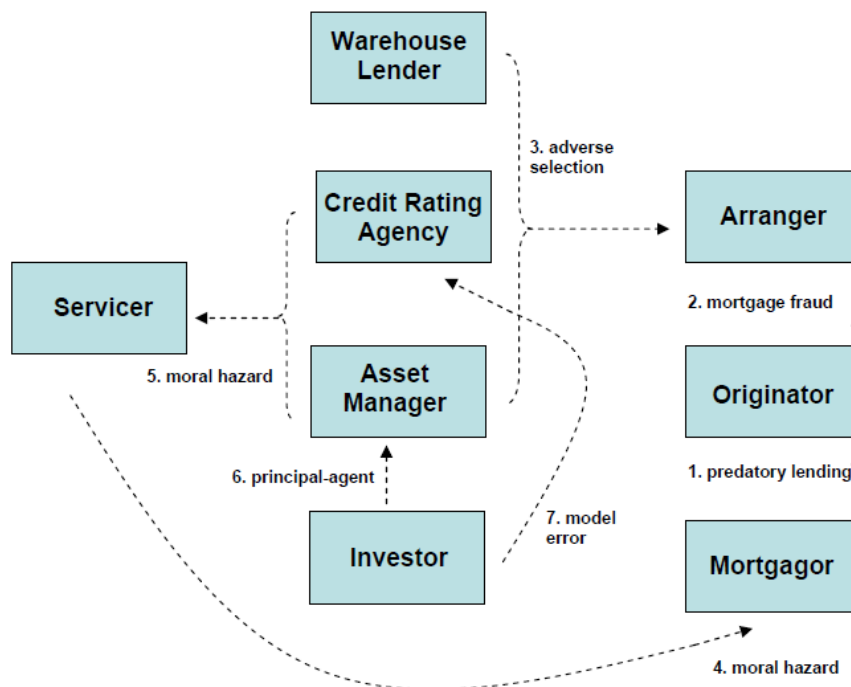 Warehouse
Lender
3. adverse
selection
Credit Rating
Agency
Arranger
Servicer
2. mortgage fraud
5. moral hazard
Asset
Manager
Originator
6. principal-agent
1. predatory lending
7. model
error
Investor
Mortgagor
4. moral hazard